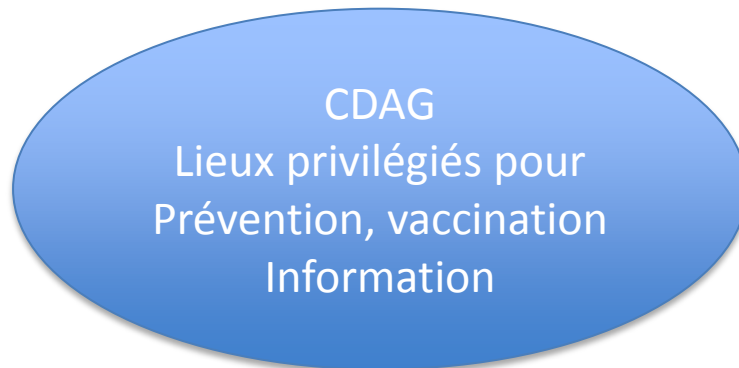 CDAG
Lieux privilégiés pour
Prévention, vaccination
Information